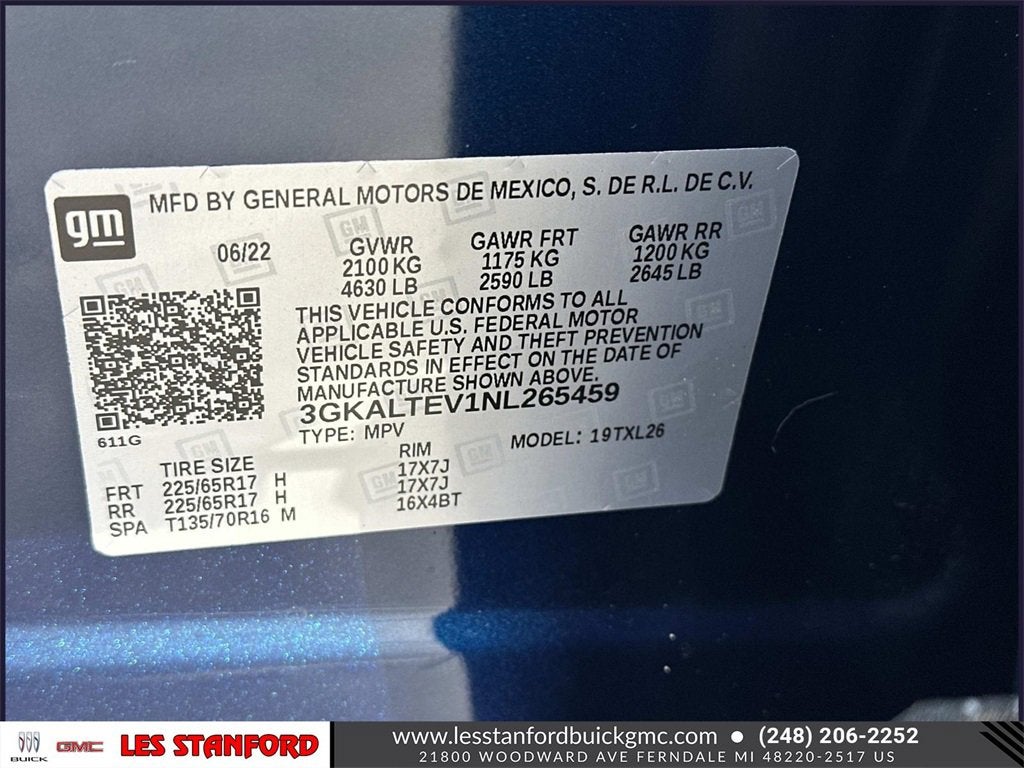 gm
MFD BY GENERAL MOTORS DE MEXICO, S. DE R.L. DE C.V.
06/22 GVWR GAWR FRT GAWR RR
2100 KG 1175 KG 1200 KG
4630 LB 2590 LB 2645 LB
THIS VEHICLE CONFORMS TO ALL
APPLICABLE U.S. FEDERAL MOTOR
VEHICLE SAFETY AND THEFT PREVENTION
STANDARDS IN EFFECT ON THE DATE OF
MANUFACTURE SHOWN ABOVE.
3GKALTEV1NL265459
611G
TYPE: MPV MODEL: 19TXL26
TIRE SIZE RIM
FRT 225/65R17 H 17X7J
RR 225/65R17 H 17X7J
SPA T135/70R16 M 16X4BT
BUICK GMC LES STANFORD
www.lesstanfordbuickgmc.com • (248) 206-2252
21800 WOODWARD AVE FERNDALE MI 48220-2517 US